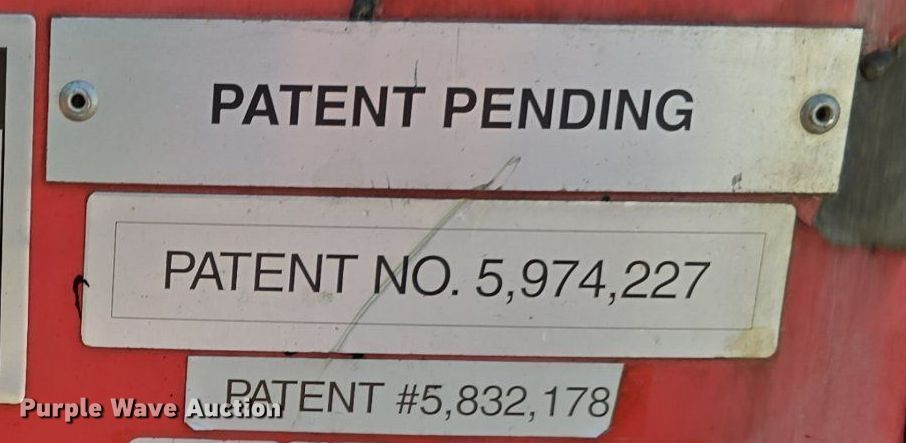 PATENT PENDING
PATENT NO. 5,974,227
PATENT #5,832,178
Purple Wave Auction